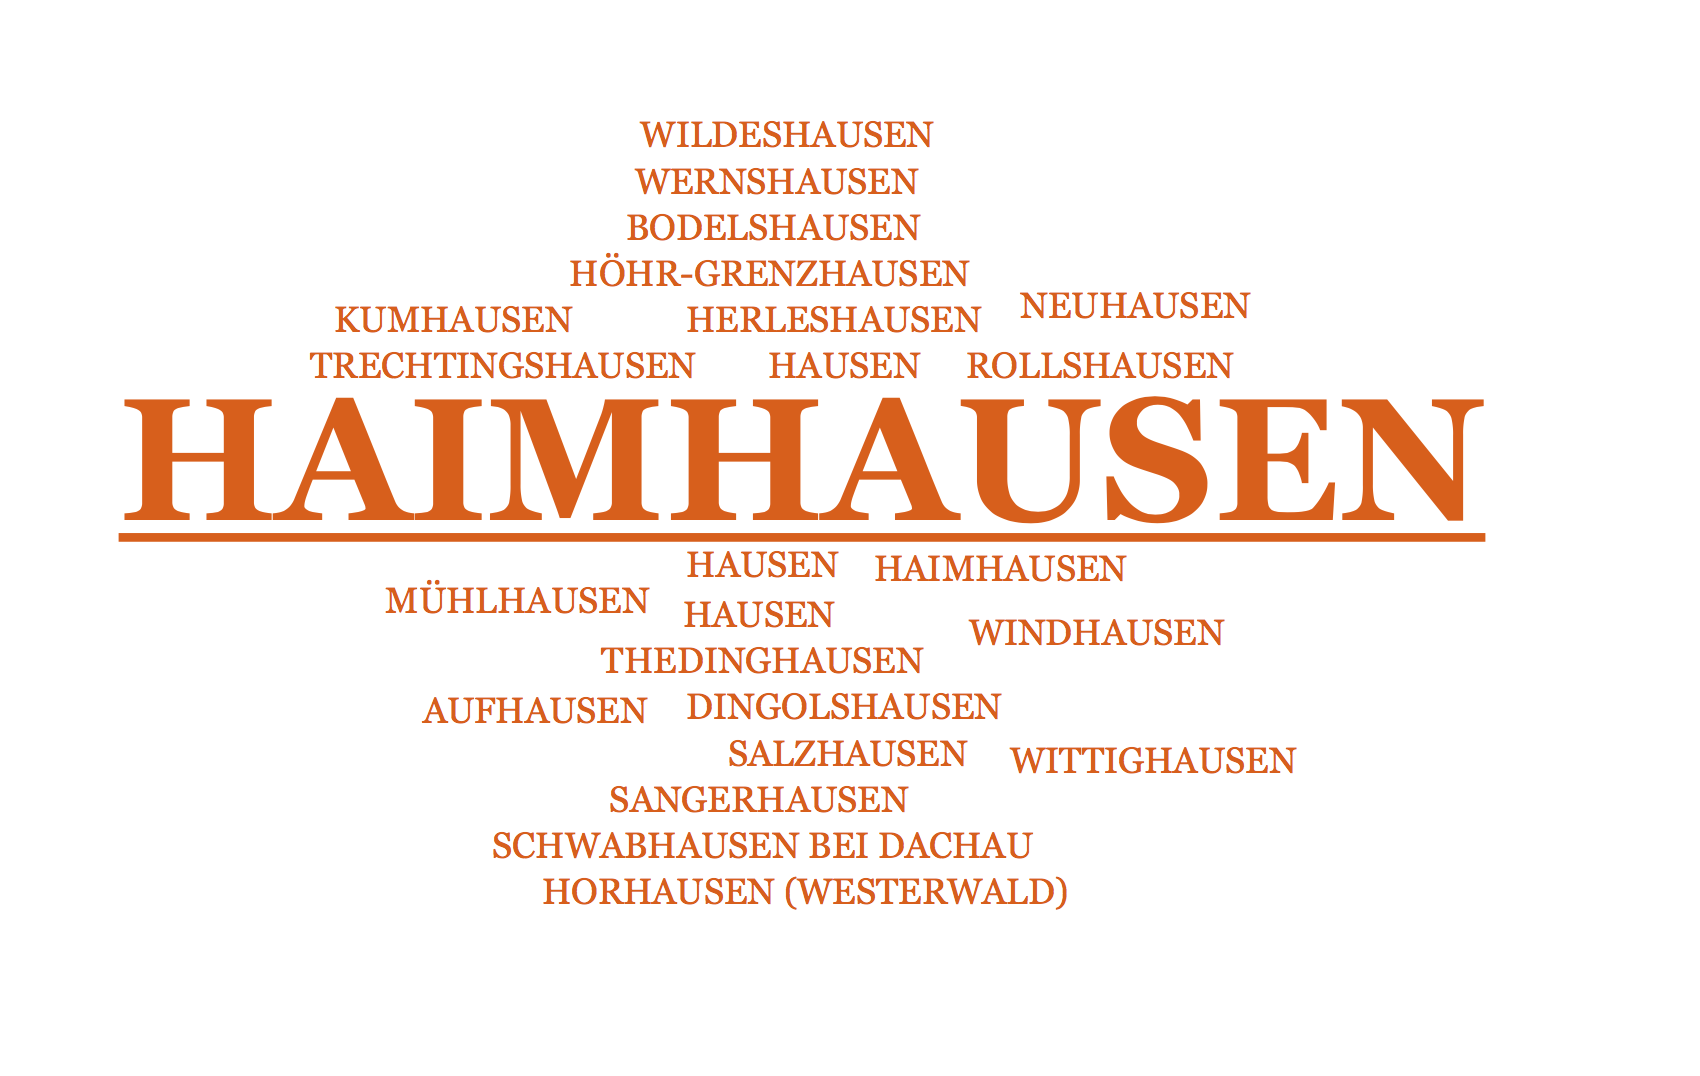 WILDESHAUSEN
WERNSHAUSEN
BODELSHAUSEN
HÖHR-GRENZHAUSEN
KUMHAUSEN HERLESHAUSEN NEUHAUSEN
TRECHTINGSHAUSEN HAUSEN ROLLSHAUSEN
HAIMHAUSEN
HAUSEN HAIMHAUSEN
MÜHLHAUSEN HAUSEN WINDHAUSEN
THEDINGHAUSEN
AUFHAUSEN DINGOLSHAUSEN
SALZHAUSEN WITTIGHAUSEN
SANGERHAUSEN
SCHWABHAUSEN BEI DACHAU
HORHAUSEN (WESTERWALD)